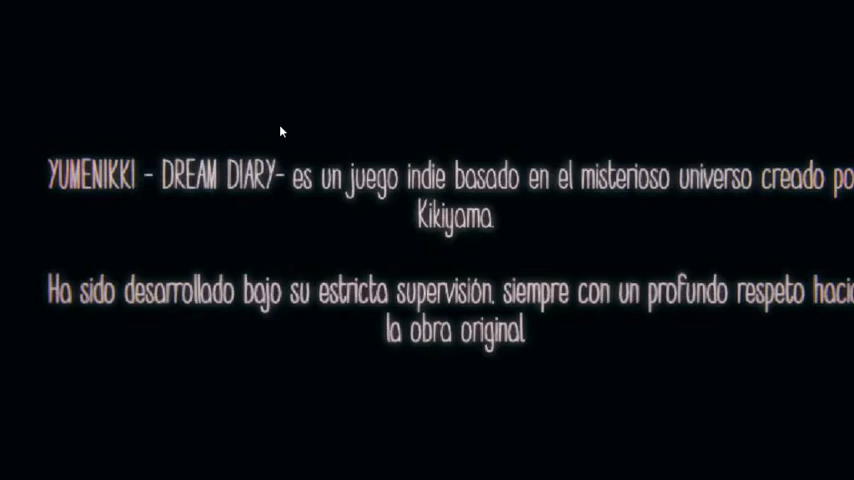 YUMENIKKI - DREAM DIARY- es un juego indie basado en el misterioso universo creado po
Kikiyama.
Ha sido desarrollado bajo su estricta supervisión, siempre con un profundo respeto haci
la obra original.